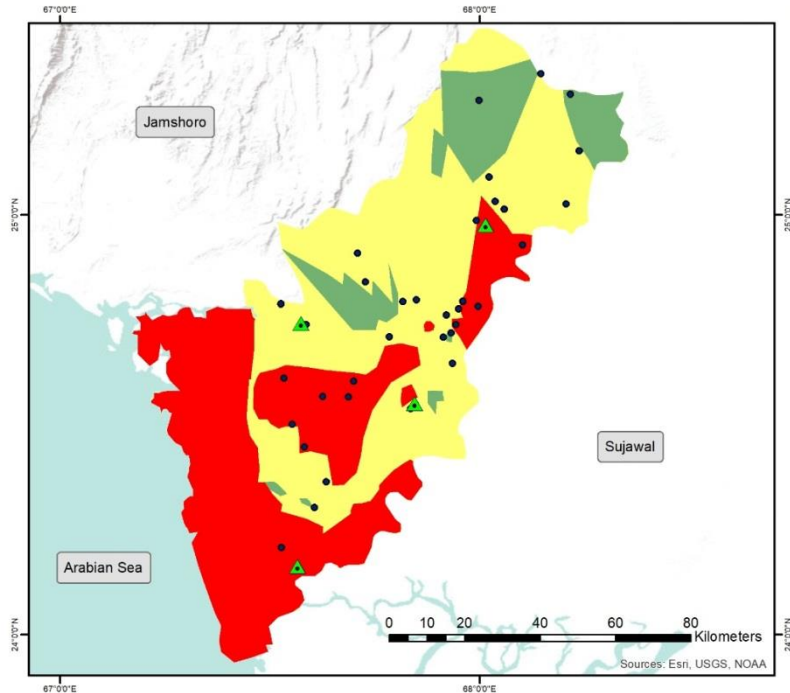 67°0'0"E 68°0'0"E
Jamshoro
25°0'0"N 25°0'0"N
Sujawal
Arabian Sea
24°0'0"N 24°0'0"N
0 5 10 20 40 60 80
Kilometers
Sources: Esri, USGS, NOAA
67°0'0"E 68°0'0"E